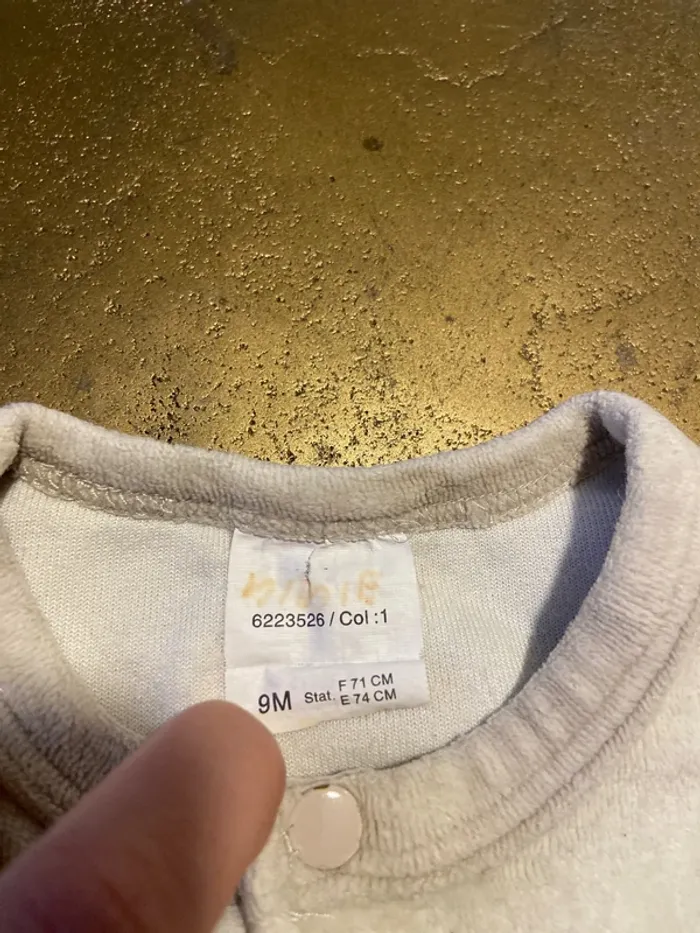 6223526 / Col :1
9M Stat. F 71 CM
E 74 CM